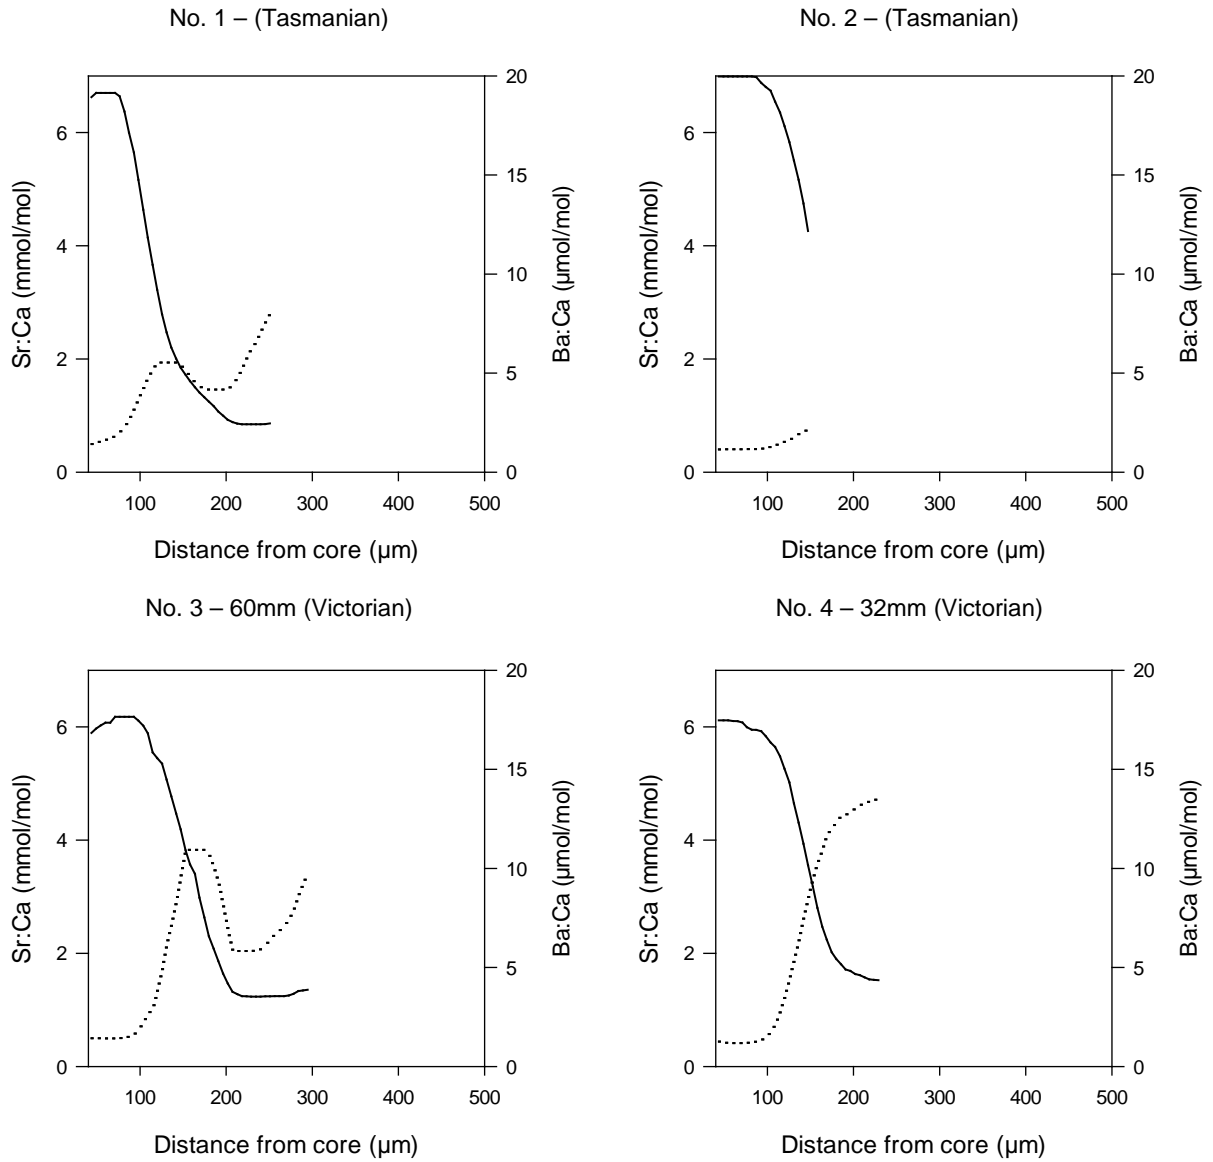 No. 1 – (Tasmanian)
Sr:Ca (mmol/mol)
6
4
2
0
20
15
10
5
0
Ba:Ca (µmol/mol)
100 200 300 400 500
Distance from core (µm)
No. 2 – (Tasmanian)
Sr:Ca (mmol/mol)
6
4
2
0
20
15
10
5
0
Ba:Ca (µmol/mol)
100 200 300 400 500
Distance from core (µm)
No. 3 – 60mm (Victorian)
Sr:Ca (mmol/mol)
6
4
2
0
20
15
10
5
0
Ba:Ca (µmol/mol)
100 200 300 400 500
Distance from core (µm)
No. 4 – 32mm (Victorian)
Sr:Ca (mmol/mol)
6
4
2
0
20
15
10
5
0
Ba:Ca (µmol/mol)
100 200 300 400 500
Distance from core (µm)